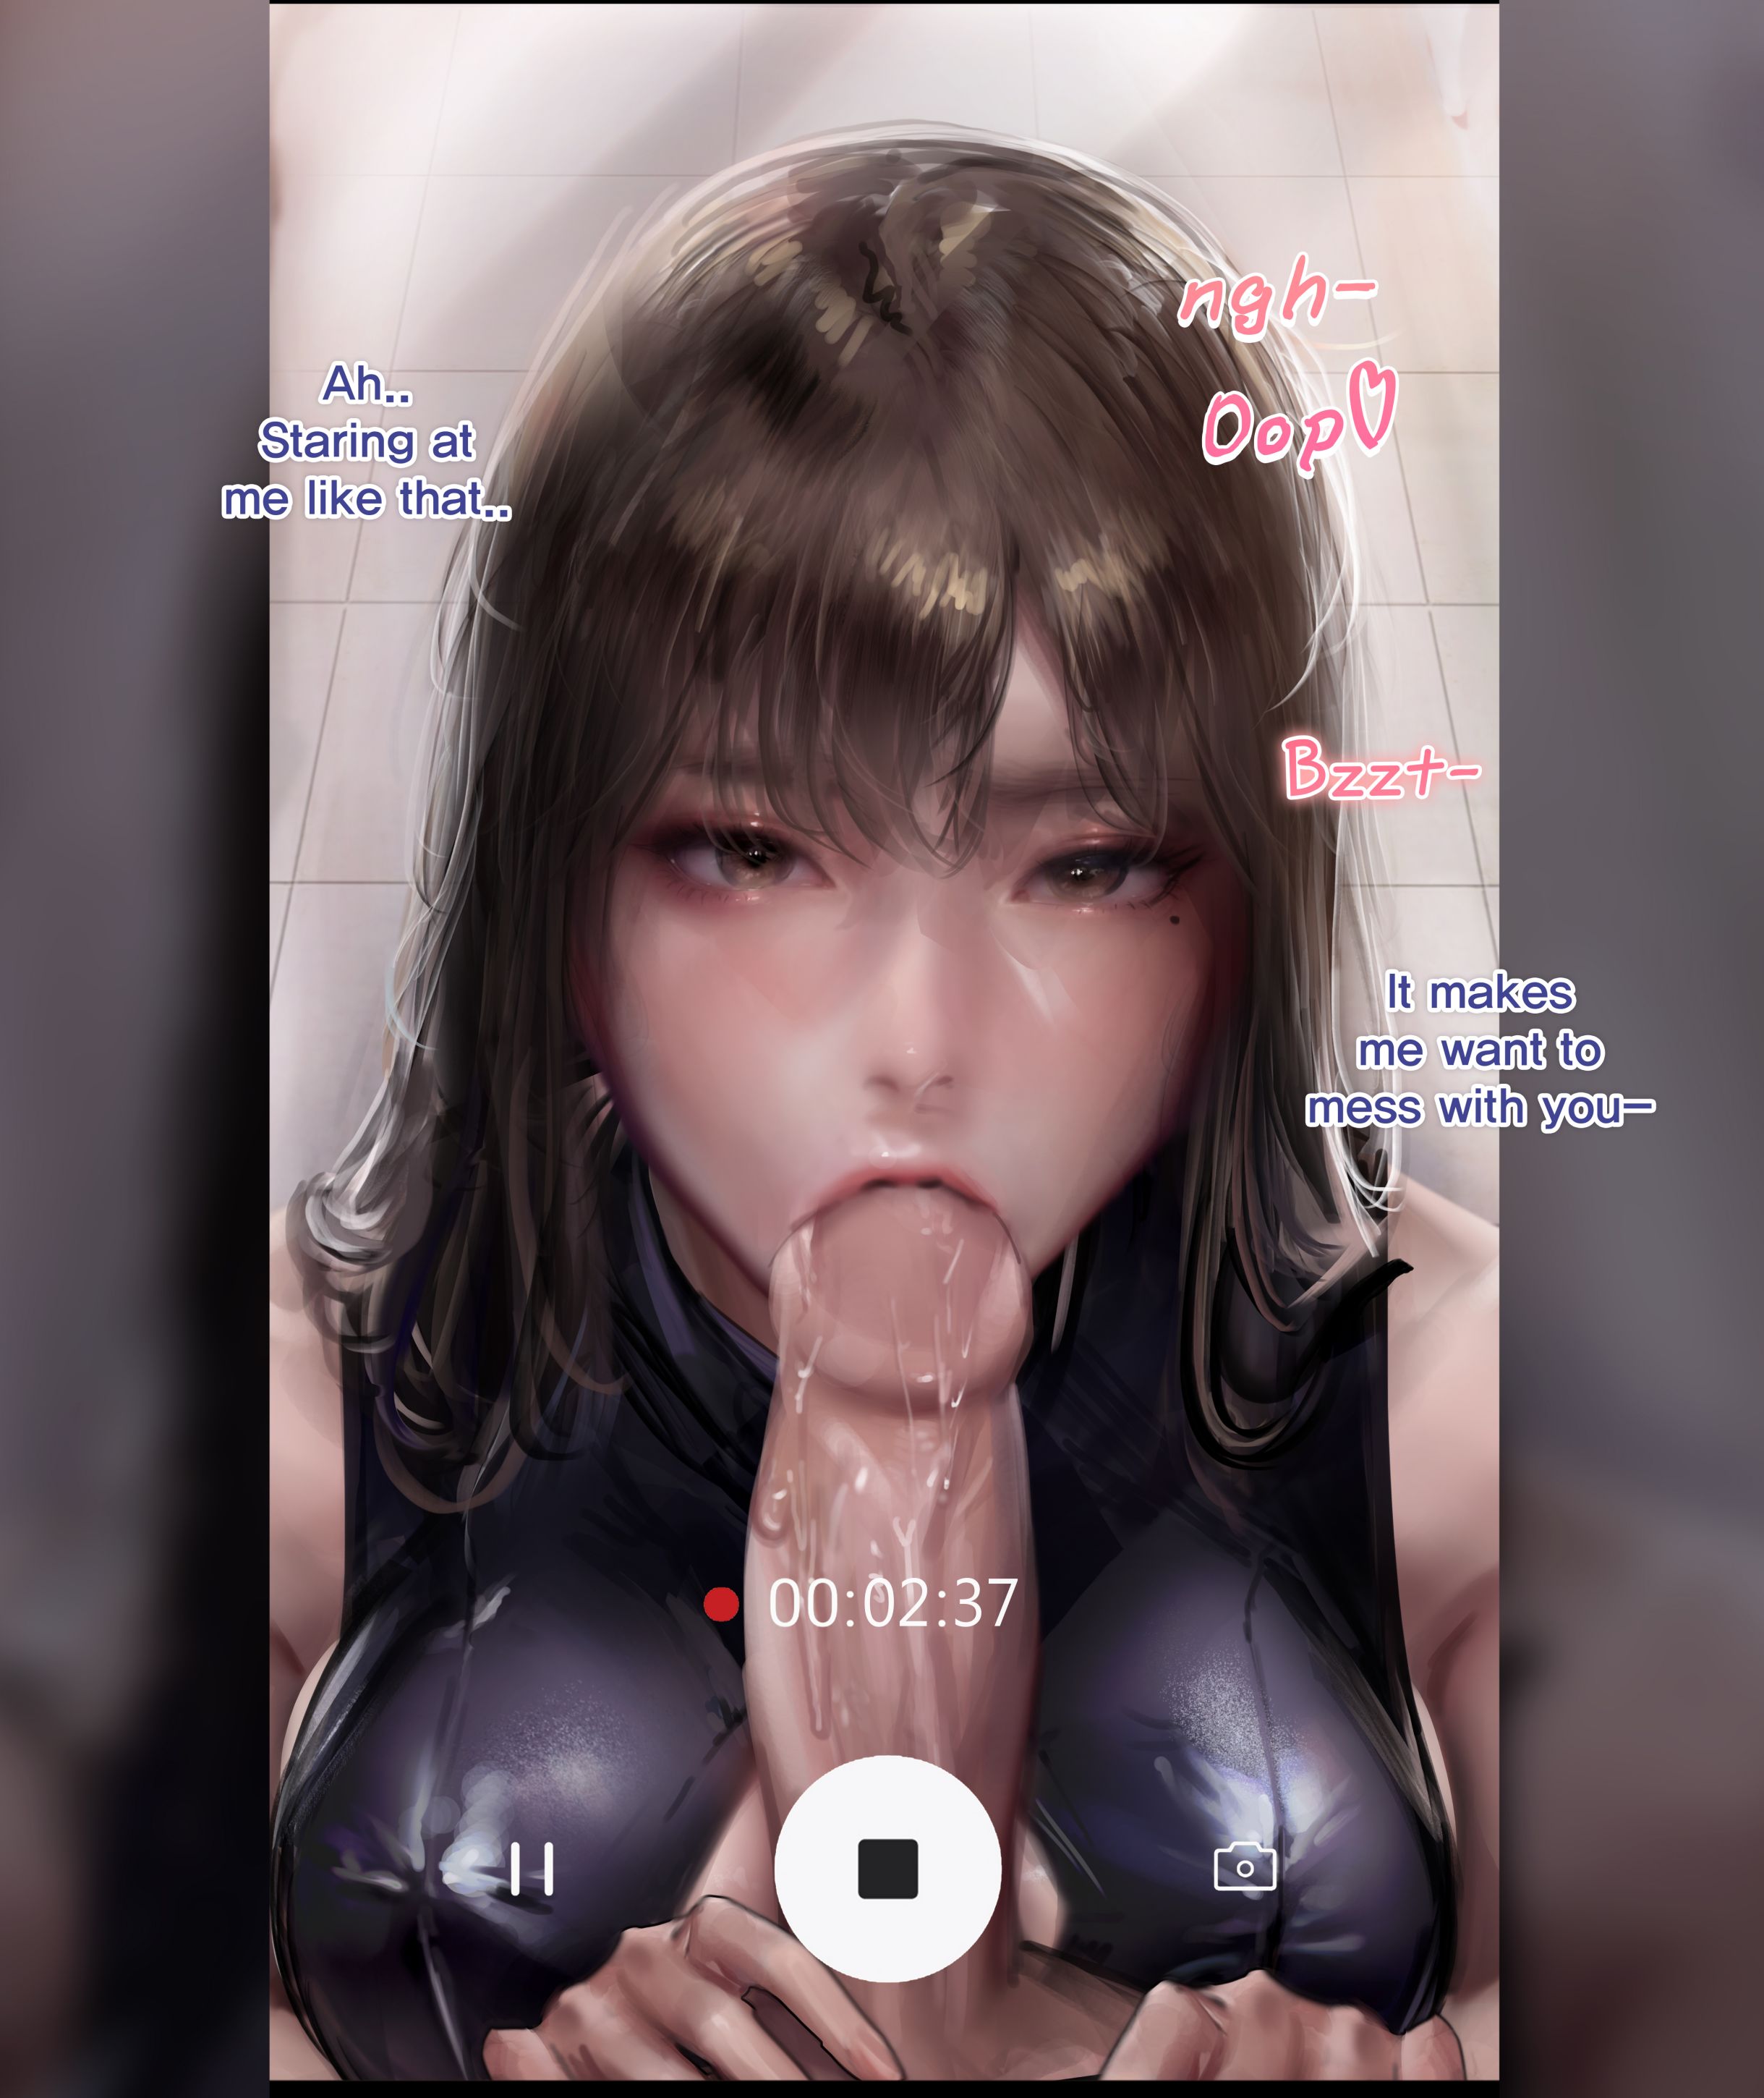 ngh-
Oop♡
Ah..
Staring at
me like that..
Bzzt-
It makes
me want to
mess with you–
00:02:37